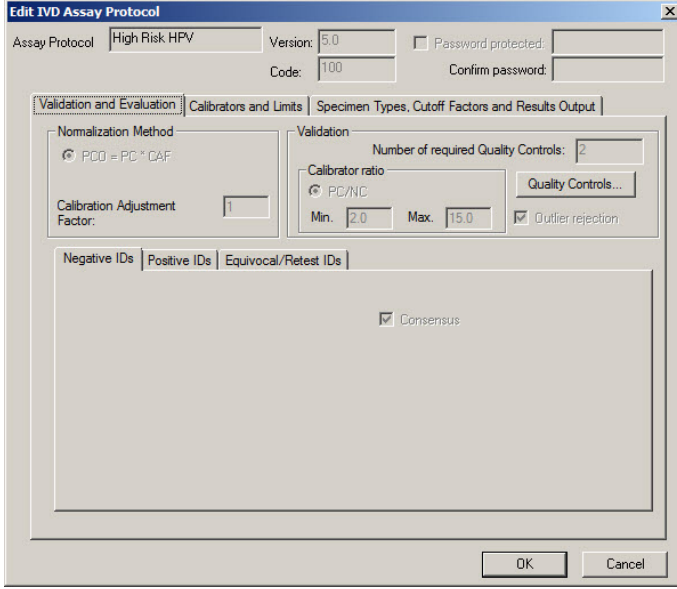 Edit IVD Assay Protocol
Assay Protocol High Risk HPV Version: 5.0 Password protected:
Code: 100 Confirm password:
Validation and Evaluation Calibrators and Limits Specimen Types, Cutoff Factors and Results Output
Normalization Method Validation
Number of required Quality Controls: 2
PCO = PC * CAF Calibrator ratio
PC/NC Quality Controls...
Calibration Adjustment Factor: 1 Min. 2.0 Max. 15.0 Outlier rejection
Negative IDs Positive IDs Equivocal/Retest IDs
Consensus
OK Cancel